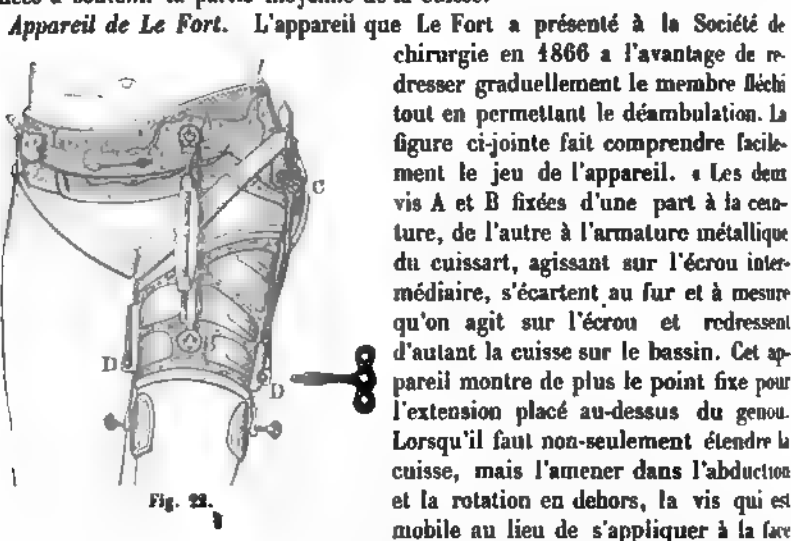 Appareil de Le Fort. L'appareil que Le Fort a présenté à la Société de
chirurgie en 1866 a l'avantage de re-
dresser graduellement le membre fléchi
tout en permettant le déambulation. La
figure ci-jointe fait comprendre facile-
ment le jeu de l'appareil. « Les deux
vis A et B fixées d'une part à la cein-
ture, de l'autre à l'armature métallique
du cuissart, agissant sur l'écrou inter-
médiaire, s'écartent au fur et à mesure
qu'on agit sur l'écrou et redressent
d'autant la cuisse sur le bassin. Cet ap-
pareil montre de plus le point fixe pour
l'extension placé au-dessus du genou.
Lorsqu'il faut non-seulement étendre la
cuisse, mais l'amener dans l'abduction
et la rotation en dehors, la vis qui est
mobile au lieu de s'appliquer à la face
A
C
B
D
D
Fig. 22.